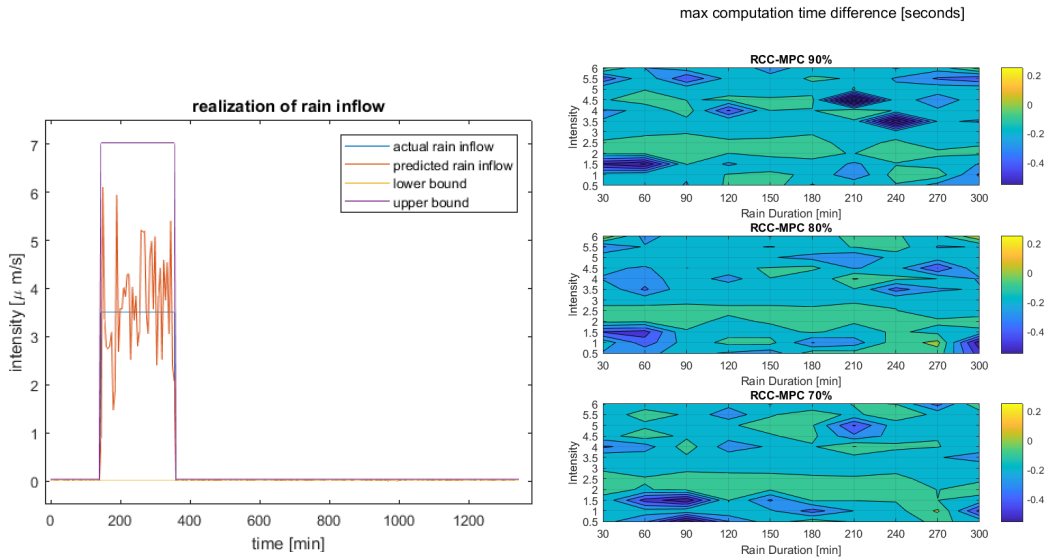 max computation time difference [seconds]
realization of rain inflow
actual rain inflow
predicted rain inflow
lower bound
upper bound
7
6
5
4
3
2
1
0
intensity [μ m/s]
0 200 400 600 800 1000 1200
time [min]
RCC-MPC 90%
6
5.5
5
4.5
4
3.5
3
2.5
2
1.5
1
0.5
Intensity
30 60 90 120 150 180 210 240 270 300
Rain Duration [min]
0.2
0
-0.2
-0.4
RCC-MPC 80%
6
5.5
5
4.5
4
3.5
3
2.5
2
1.5
1
0.5
Intensity
30 60 90 120 150 180 210 240 270 300
Rain Duration [min]
0.2
0
-0.2
-0.4
RCC-MPC 70%
6
5.5
5
4.5
4
3.5
3
2.5
2
1.5
1
0.5
Intensity
30 60 90 120 150 180 210 240 270 300
Rain Duration [min]
0.2
0
-0.2
-0.4